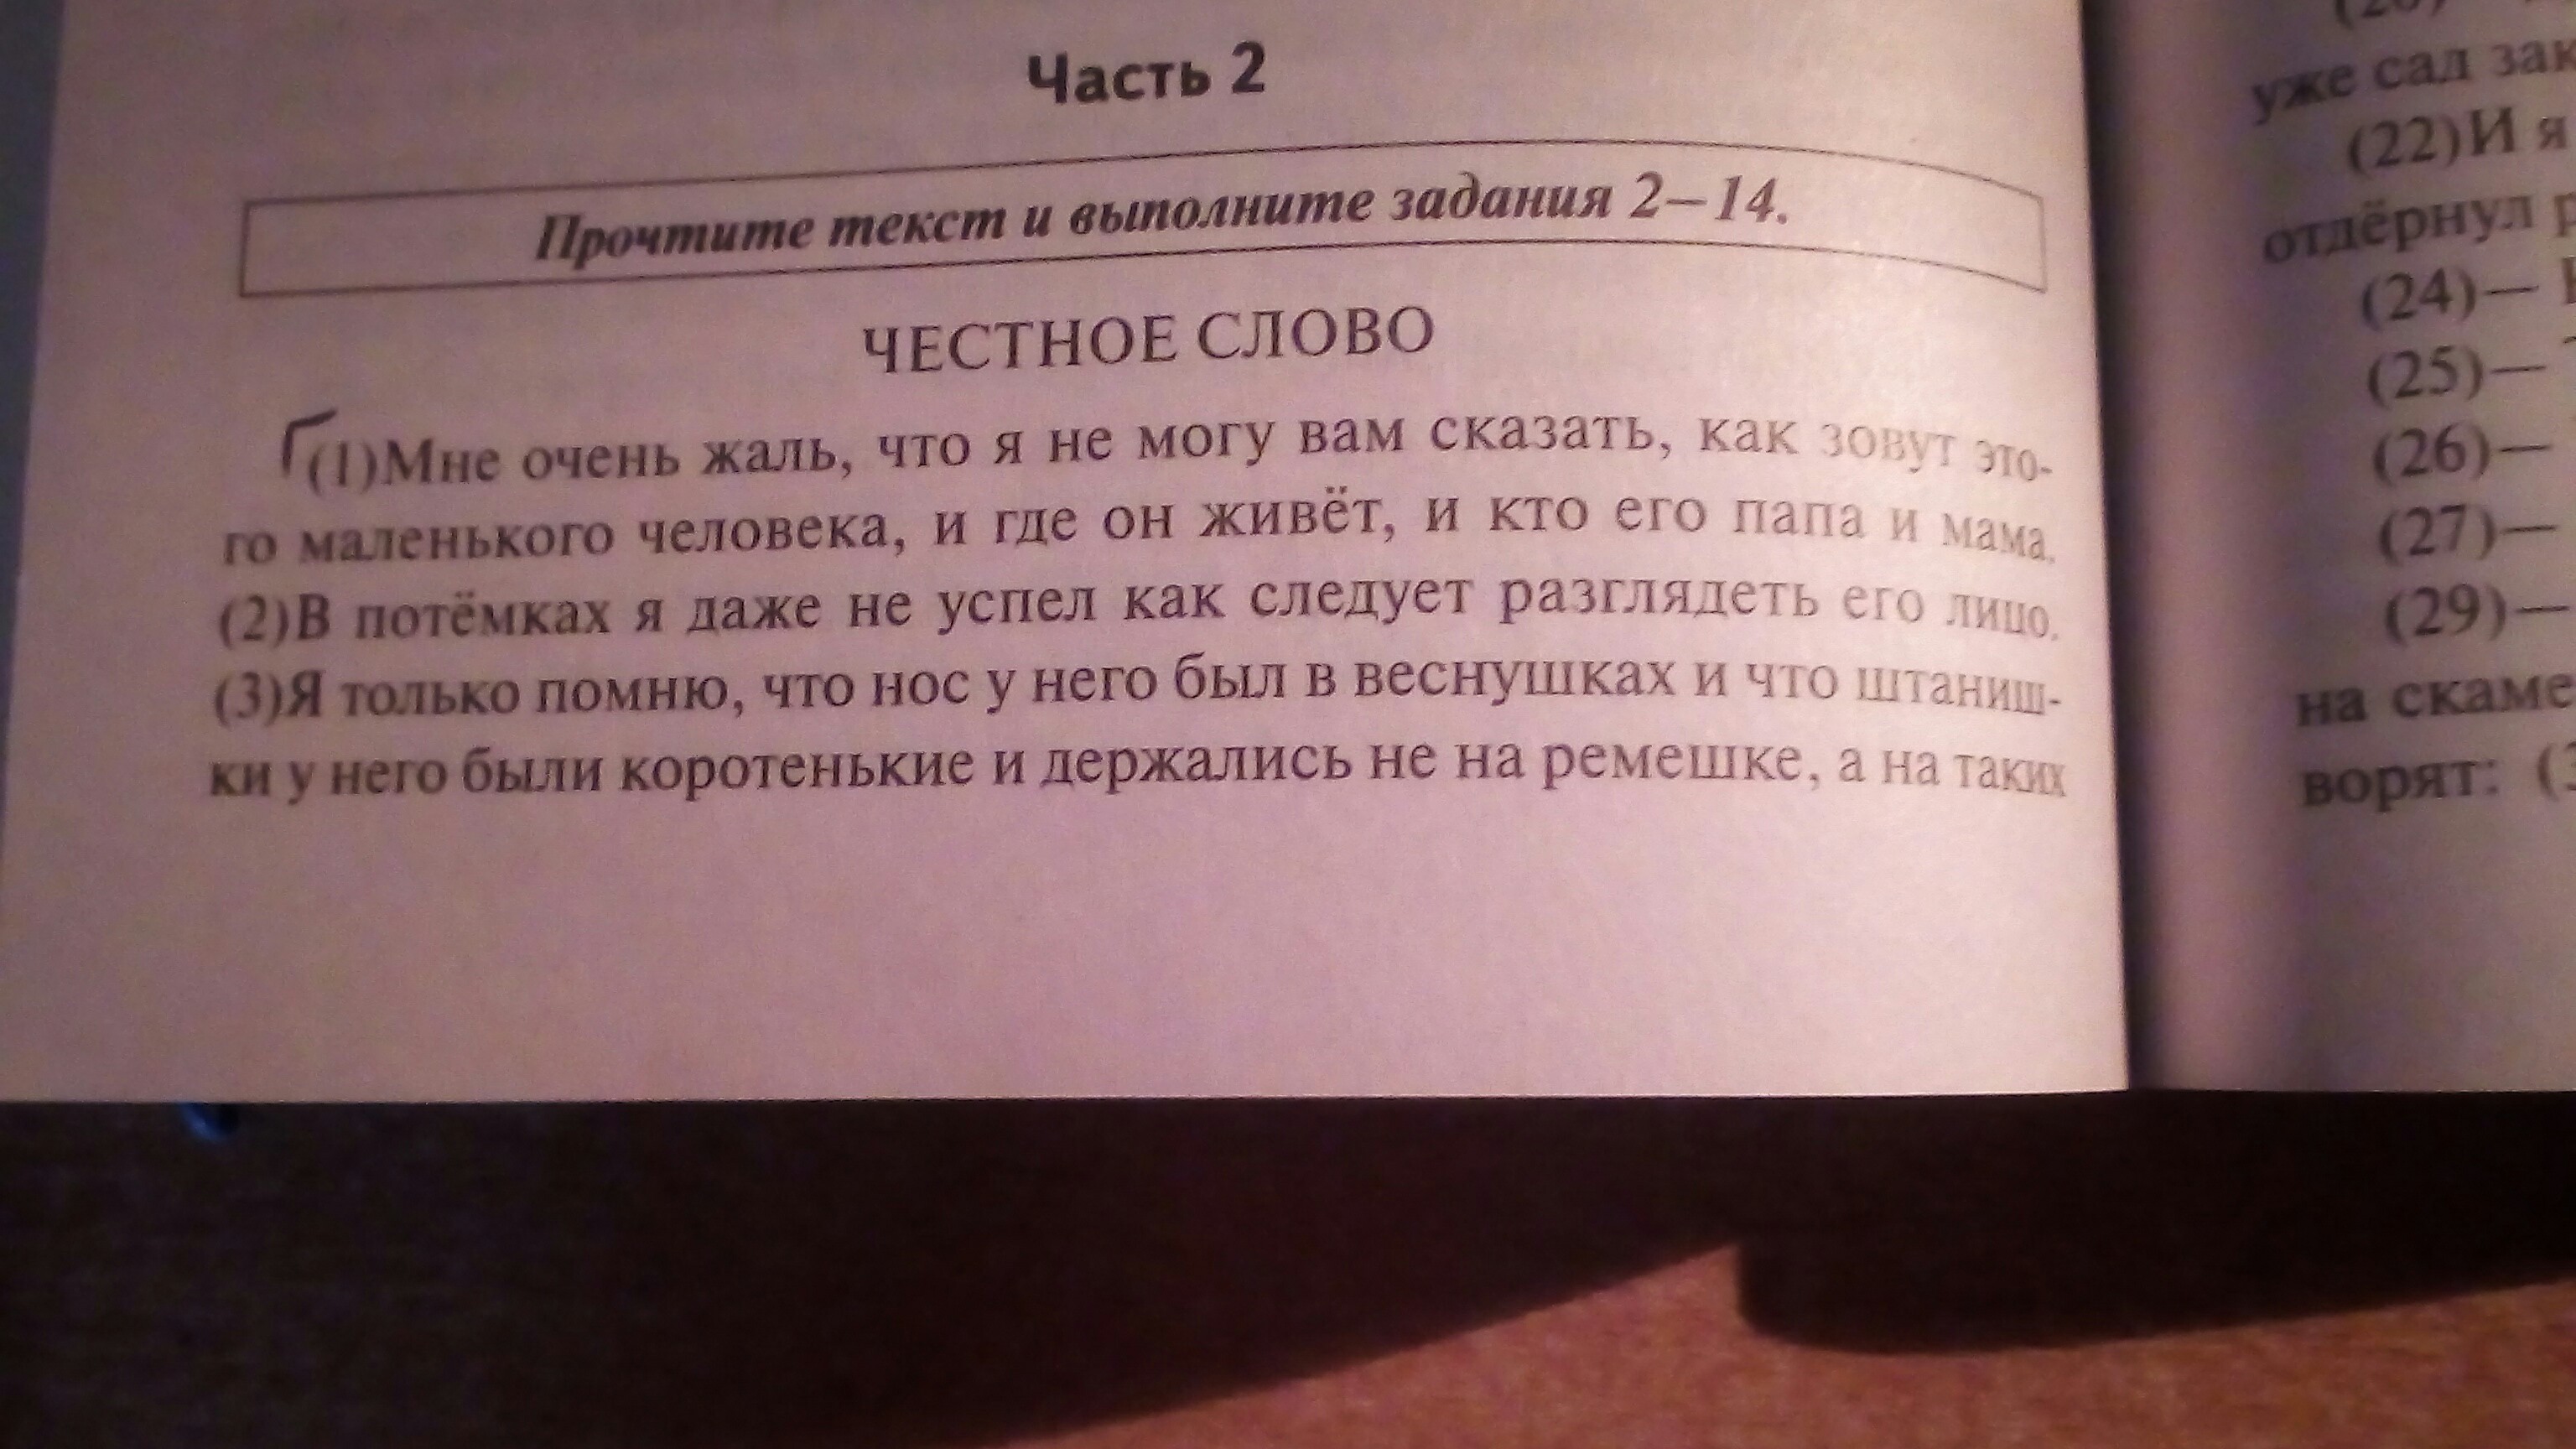 Часть 2
Прочтите текст и выполните задания 2—14.
ЧЕСТНОЕ СЛОВО
(1)Мне очень жаль, что я не могу вам сказать, как зовут это-
го маленького человека, и где он живёт, и кто его папа и мама.
(2)В потёмках я даже не успел как следует разглядеть его лицо.
(3)Я только помню, что нос у него был в веснушках и что штаниш-
ки у него были коротенькие и держались не на ремешке, а на таких
уже сад
(22)И я
отдёрнул
(24)—
(25)—
(26)—
(27)—
(29)—
на
ворят: